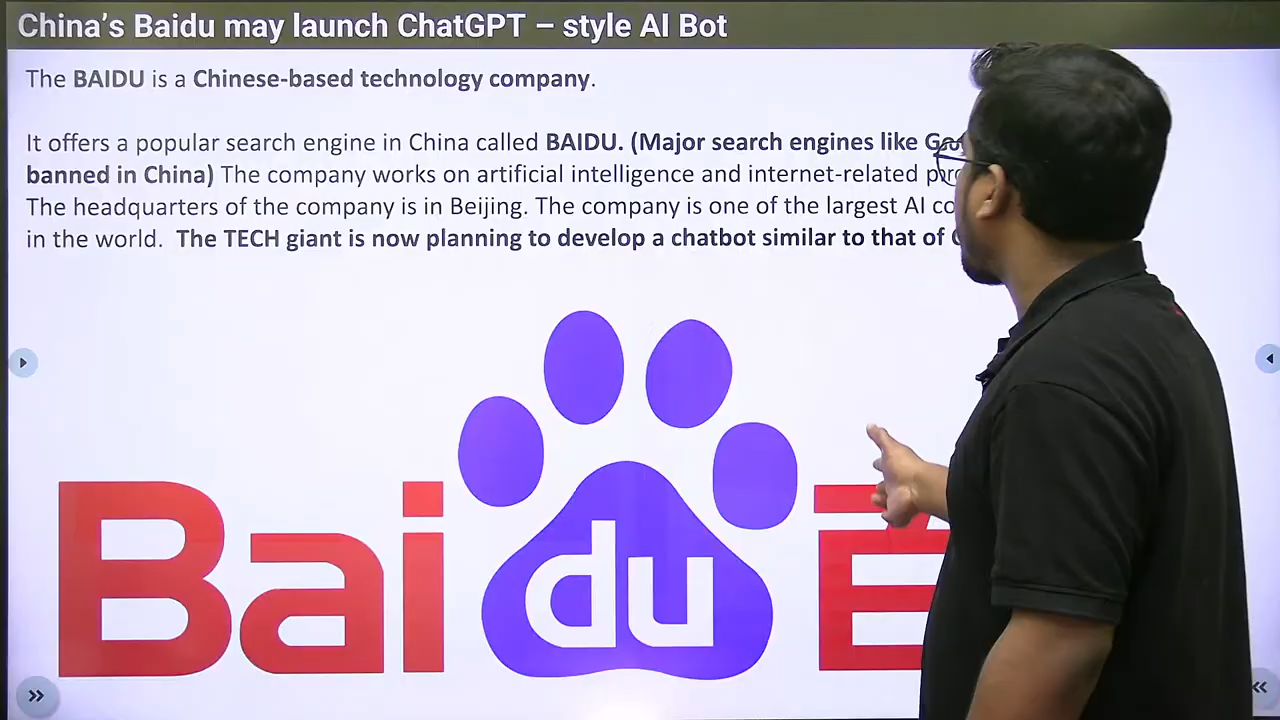 China’s Baidu may launch ChatGPT – style AI Bot
The BAIDU is a Chinese-based technology company.
It offers a popular search engine in China called BAIDU. (Major search engines like
banned in China) The company works on artificial intelligence and internet-related
The headquarters of the company is in Beijing. The company is one of the largest AI
in the world. The TECH giant is now planning to develop a chatbot similar to that of
Bai du